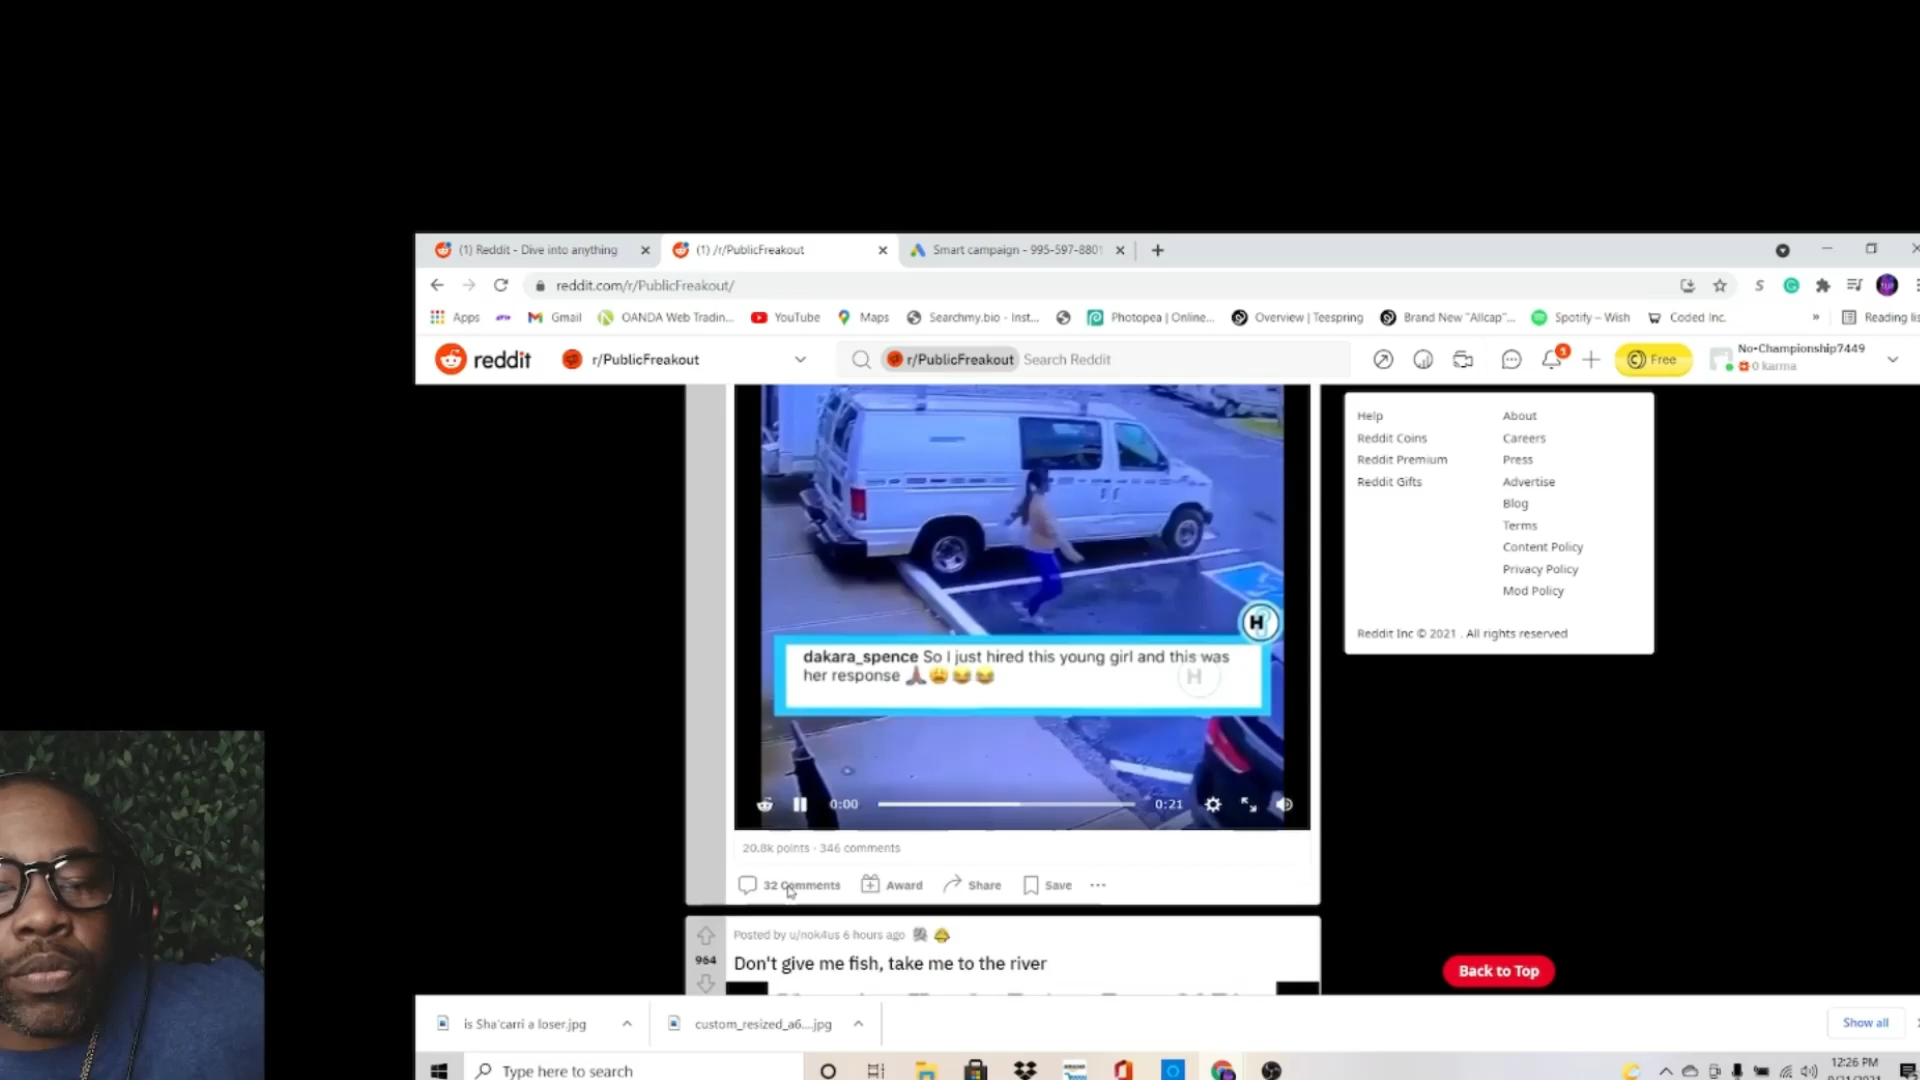 (1) Reddit - Dive into anything
(1) /r/PublicFreakout
Smart campaign - 995-597-8801
reddit.com/r/PublicFreakout/
Apps
Gmail
OANDA Web Tradin...
YouTube
Maps
Searchmy.bio - Inst...
Photopea | Online...
Overview | Teespring
Brand New "Allcap"...
Spotify – Wish
Coded Inc.
»
Reading lis
reddit
r/PublicFreakout
r/PublicFreakout Search Reddit
1
Free
No-Championship7449
0 karma
Help
About
Reddit Coins
Careers
Reddit Premium
Press
Reddit Gifts
Advertise
Blog
Terms
Content Policy
Privacy Policy
Mod Policy
Reddit Inc © 2021 . All rights reserved
H
dakara_spence So I just hired this young girl and this was
her response 🙏🏾😩😂😂
H
0:00
0:21
20.8k points · 346 comments
32 Comments
Award
Share
Save
Posted by u/nok4us 6 hours ago
964
Don't give me fish, take me to the river
Back to Top
is Sha'carri a loser.jpg
custom_resized_a6....jpg
Show all
Type here to search
12:26 PM